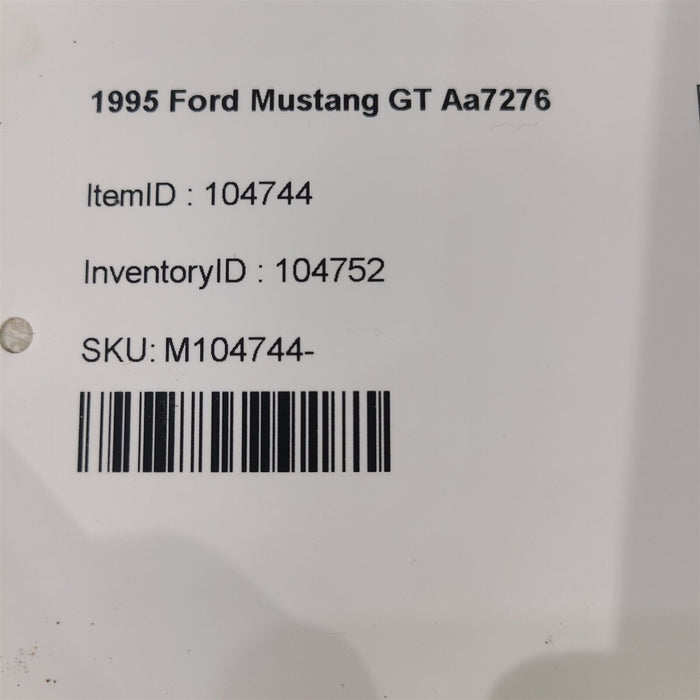 1995 Ford Mustang GT Aa7276
ItemID : 104744
InventoryID : 104752
SKU: M104744-